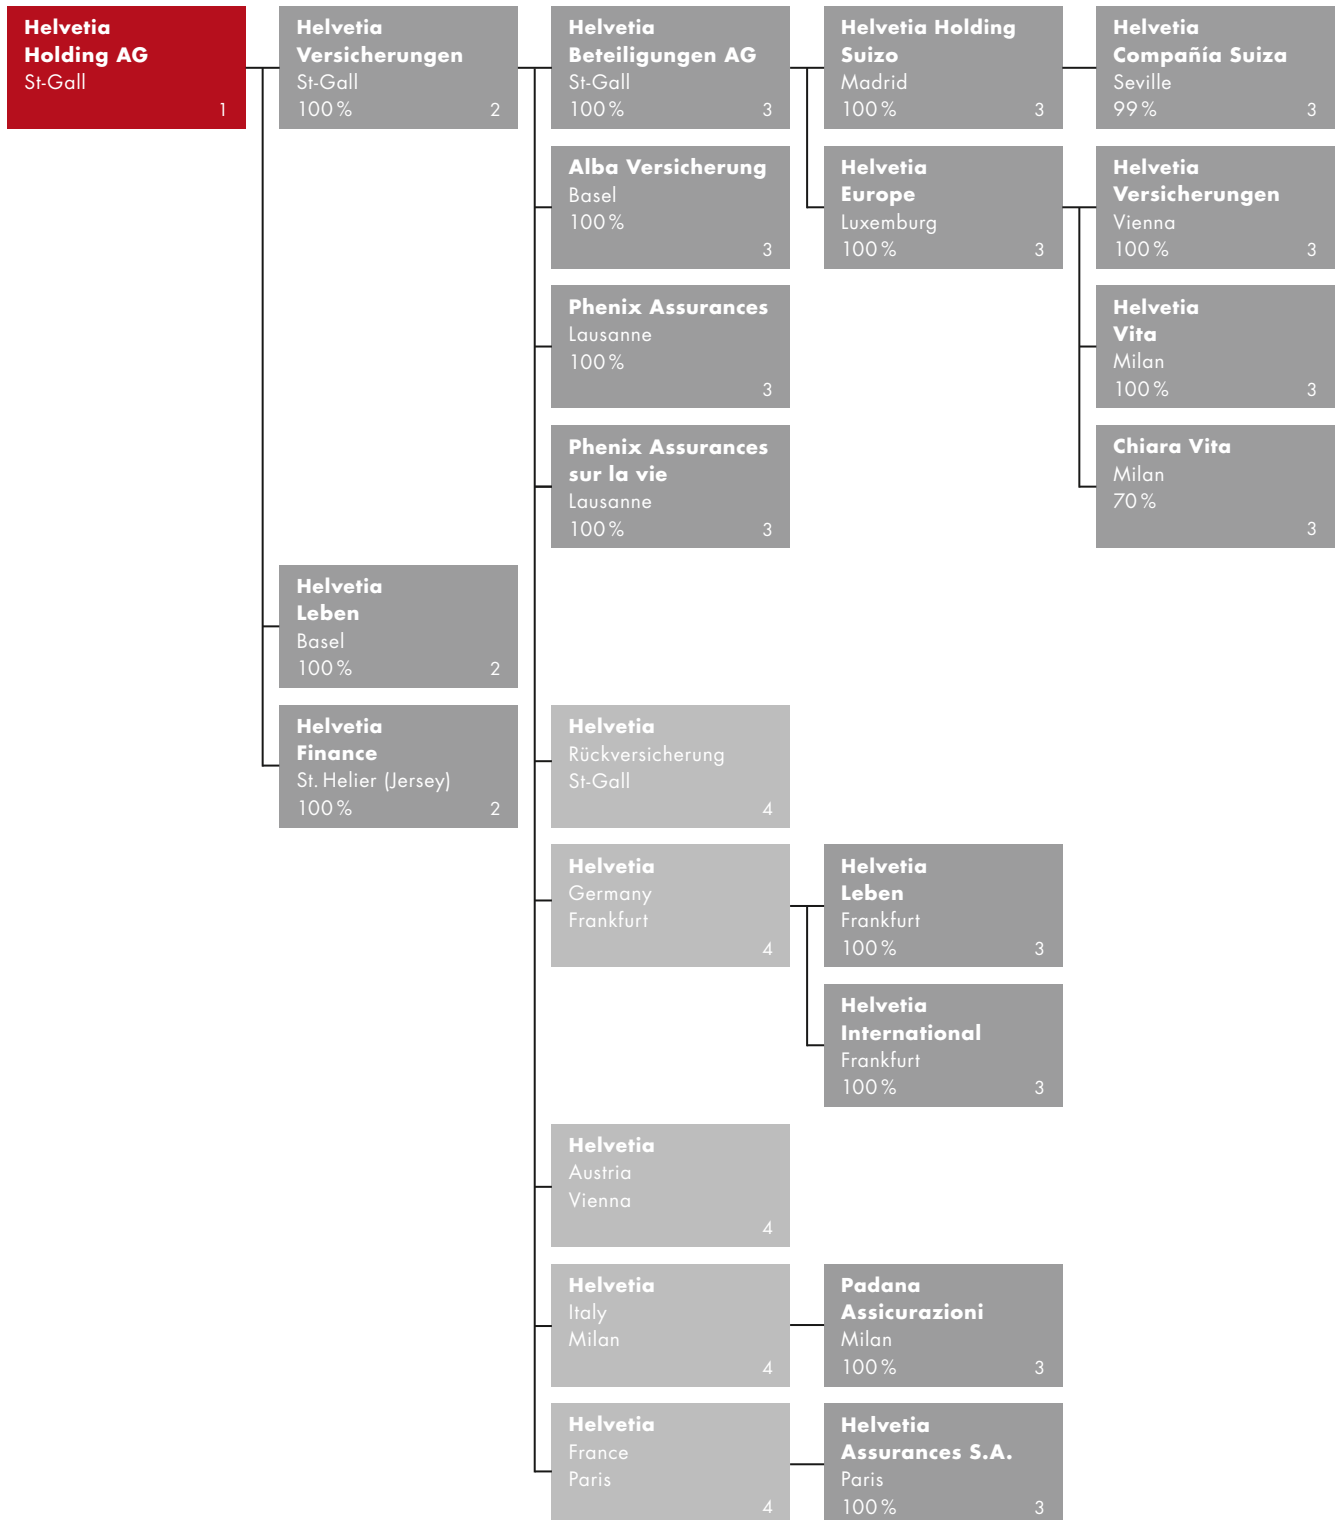 Helvetia
Holding AG
St-Gall
1
Helvetia
Versicherungen
St-Gall
100 % 2
Helvetia
Beteiligungen AG
St-Gall
100 % 3
Helvetia Holding
Suizo
Madrid
100 % 3
Helvetia
Compañía Suiza
Seville
99 % 3
Alba Versicherung
Basel
100 %
3
Helvetia
Europe
Luxemburg
100 % 3
Helvetia
Versicherungen
Vienna
100 % 3
Phenix Assurances
Lausanne
100 %
3
Helvetia
Vita
Milan
100 % 3
Phenix Assurances
sur la vie
Lausanne
100 % 3
Chiara Vita
Milan
70 %
3
Helvetia
Leben
Basel
100 % 2
Helvetia
Finance
St. Helier (Jersey)
100 % 2
Helvetia
Rückversicherung
St-Gall
4
Helvetia
Germany
Frankfurt
4
Helvetia
Leben
Frankfurt
100 % 3
Helvetia
International
Frankfurt
100 % 3
Helvetia
Austria
Vienna
4
Helvetia
Italy
Milan
4
Padana
Assicurazioni
Milan
100 % 3
Helvetia
France
Paris
4
Helvetia
Assurances S.A.
Paris
100 % 3